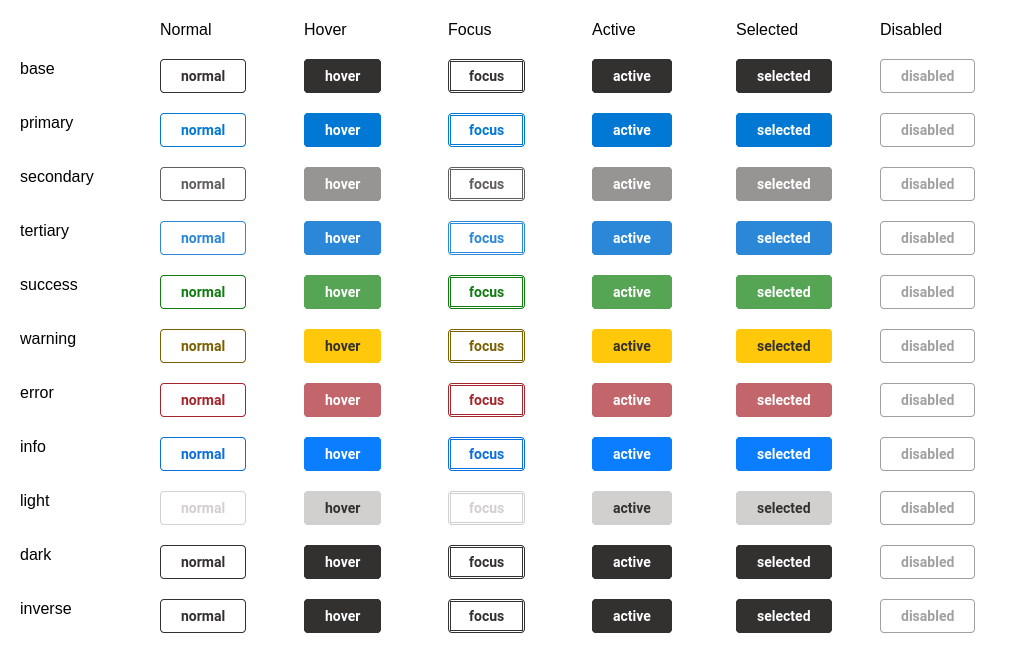 Normal Hover Focus Active Selected Disabled
base normal hover focus active selected disabled
primary normal hover focus active selected disabled
secondary normal hover focus active selected disabled
tertiary normal hover focus active selected disabled
success normal hover focus active selected disabled
warning normal hover focus active selected disabled
error normal hover focus active selected disabled
info normal hover focus active selected disabled
light normal hover focus active selected disabled
dark normal hover focus active selected disabled
inverse normal hover focus active selected disabled